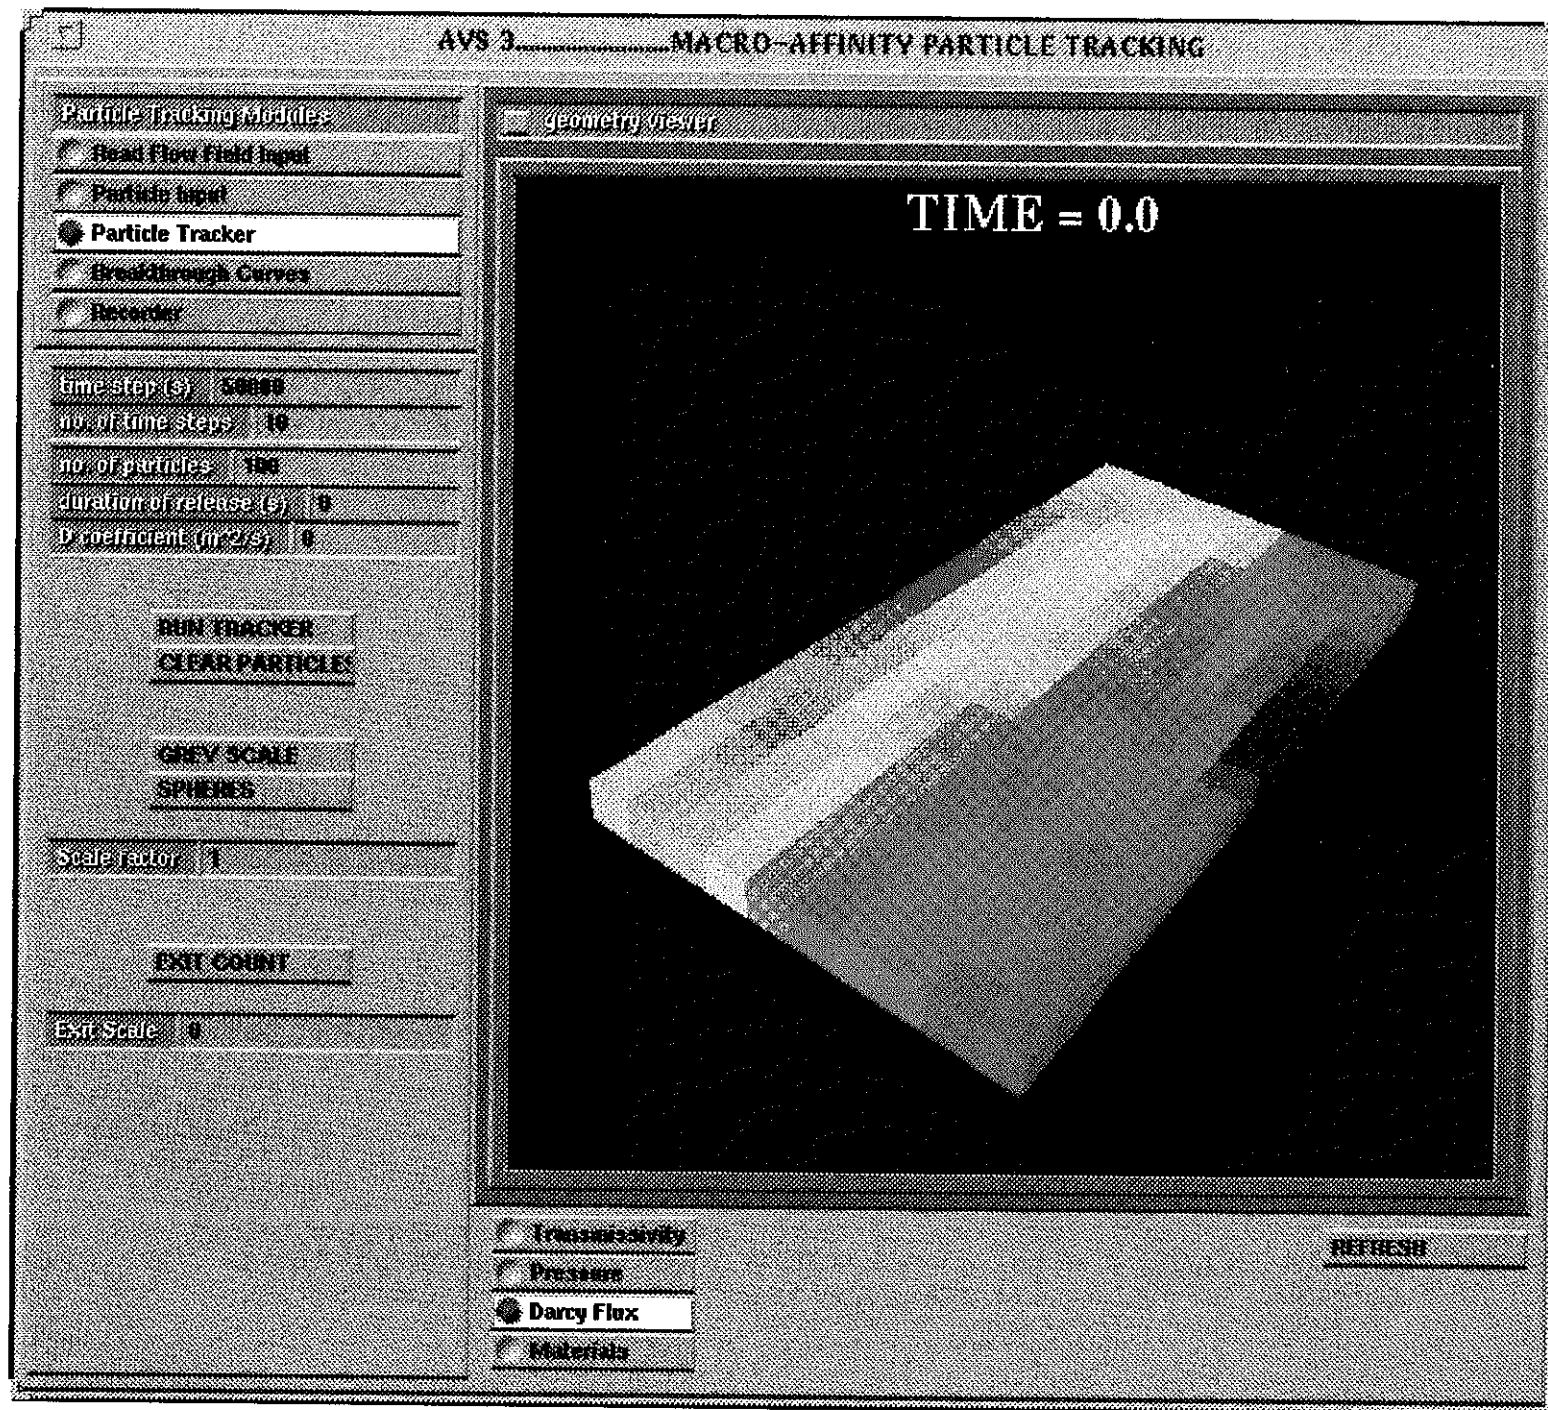 AVS 3......................MACRO-AFFINITY PARTICLE TRACKING
Particle Tracking Modules
Read Flow Field Input
Particle Input
Particle Tracker
Breakthrough Curves
Recorder
time step (s) 50000
no. of time steps 10
no. of particles 100
duration of release (s) 0
D coefficient (m^2/s) 0
RUN TRACKER
CLEAR PARTICLES
GREY SCALE
SPHERES
Scale factor 1
EXIT COUNT
Exit Scale 0
geometry viewer
TIME = 0.0
Transmissivity
Pressure
Darcy Flux
Materials
REFRESH